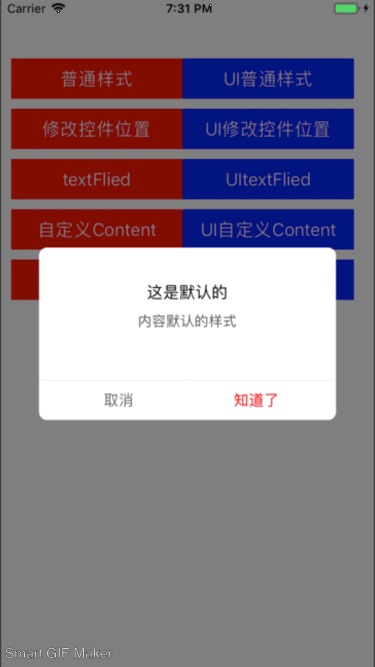 Carrier 7:31 PM
普通样式 UI普通样式
修改控件位置 UI修改控件位置
textFlied UItextFlied
自定义Content UI自定义Content
这是默认的
内容默认的样式
取消 知道了
Smart GIF Maker